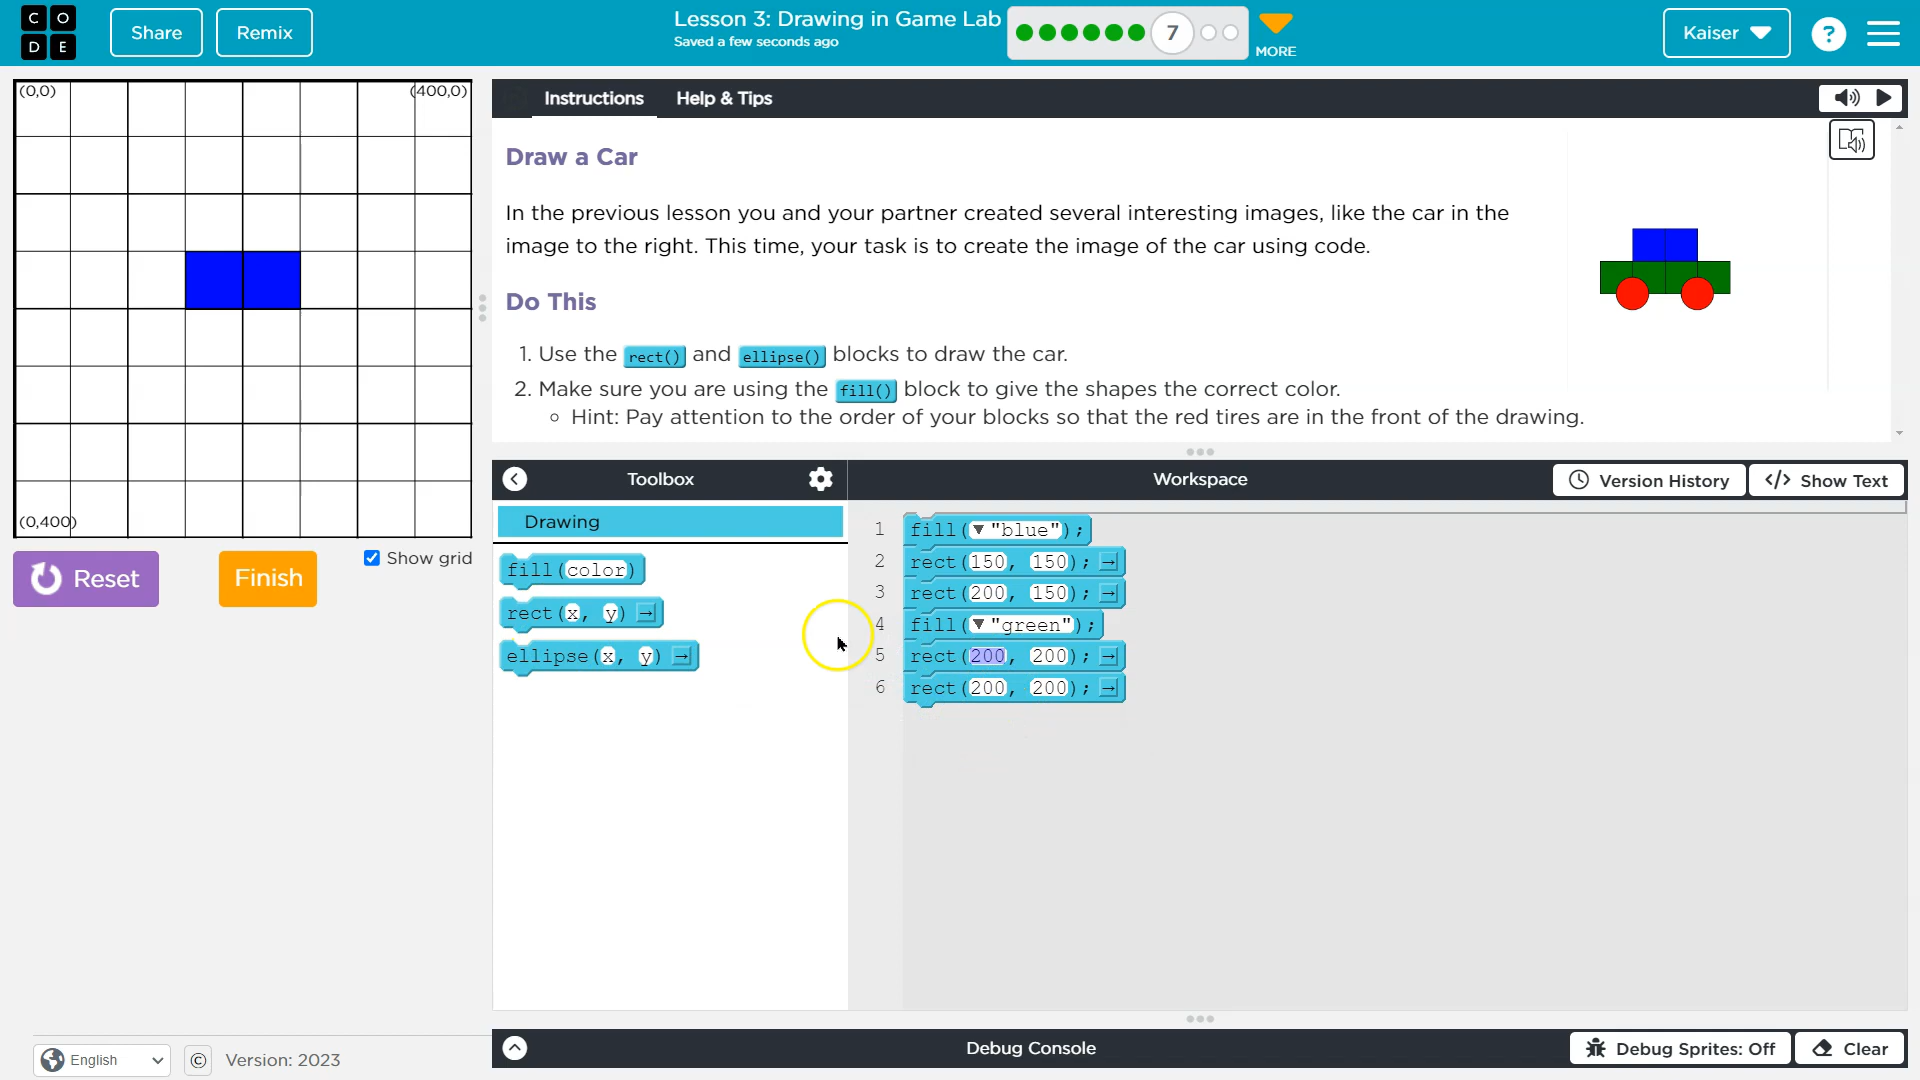 C O
D E
Share
Remix
Lesson 3: Drawing in Game Lab
Saved a few seconds ago
7
MORE
Kaiser
?
(0,0)
(400,0)
(0,400)
Reset
Finish
Show grid
Instructions
Help & Tips
Draw a Car
In the previous lesson you and your partner created several interesting images, like the car in the
image to the right. This time, your task is to create the image of the car using code.
Do This
1. Use the rect() and ellipse() blocks to draw the car.
2. Make sure you are using the fill() block to give the shapes the correct color.
Hint: Pay attention to the order of your blocks so that the red tires are in the front of the drawing.
Toolbox
Workspace
Version History
</> Show Text
Drawing
fill(color)
rect(x, y)
ellipse(x, y)
1 fill("blue");
2 rect(150, 150);
3 rect(200, 150);
4 fill("green");
5 rect(200, 200);
6 rect(200, 200);
English
©
Version: 2023
Debug Console
Debug Sprites: Off
Clear